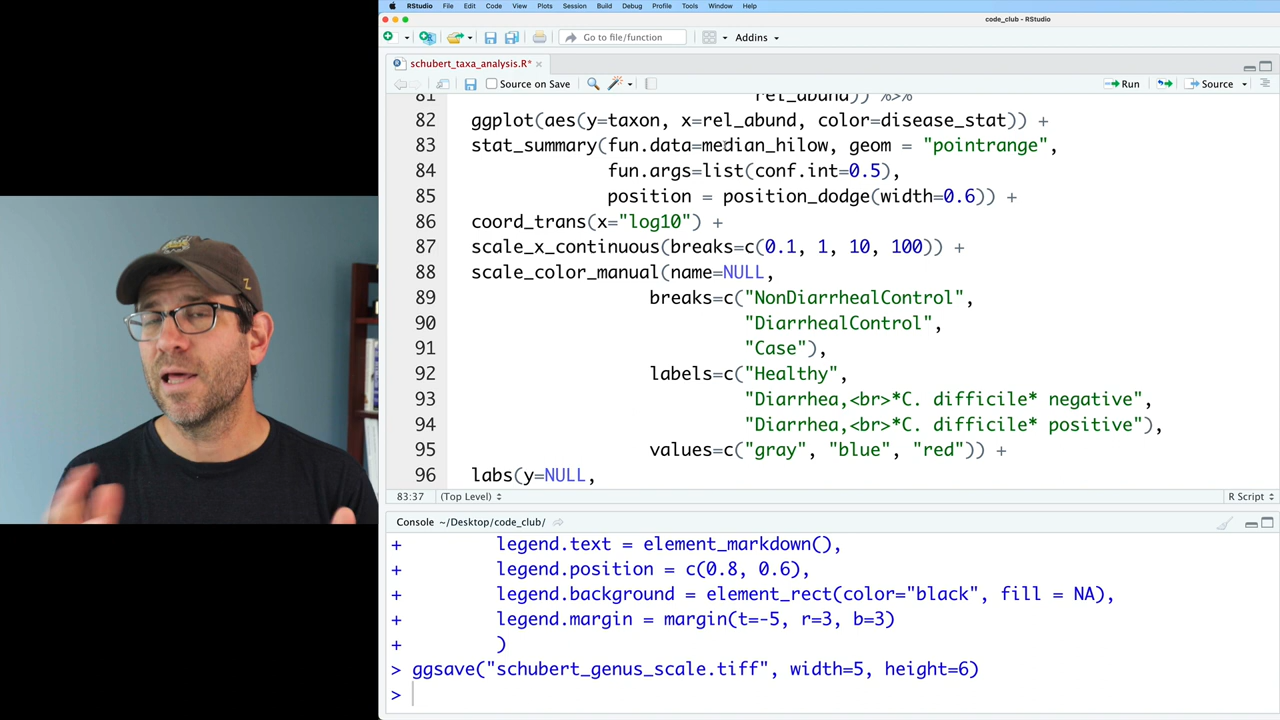 RStudio File Edit Code View Plots Session Build Debug Profile Tools Window Help
code_club - RStudio
Go to file/function Addins
schubert_taxa_analysis.R*
Source on Save Run Source
81 rel_abund)) %>%
82 ggplot(aes(y=taxon, x=rel_abund, color=disease_stat)) +
83 stat_summary(fun.data=median_hilow, geom = "pointrange",
84 fun.args=list(conf.int=0.5),
85 position = position_dodge(width=0.6)) +
86 coord_trans(x="log10") +
87 scale_x_continuous(breaks=c(0.1, 1, 10, 100)) +
88 scale_color_manual(name=NULL,
89 breaks=c("NonDiarrhealControl",
90 "DiarrhealControl",
91 "Case"),
92 labels=c("Healthy",
93 "Diarrhea,<br>*C. difficile* negative",
94 "Diarrhea,<br>*C. difficile* positive"),
95 values=c("gray", "blue", "red")) +
96 labs(y=NULL,
83:37 (Top Level) R Script
Console ~/Desktop/code_club/
+ legend.text = element_markdown(),
+ legend.position = c(0.8, 0.6),
+ legend.background = element_rect(color="black", fill = NA),
+ legend.margin = margin(t=-5, r=3, b=3)
+ )
> ggsave("schubert_genus_scale.tiff", width=5, height=6)
>